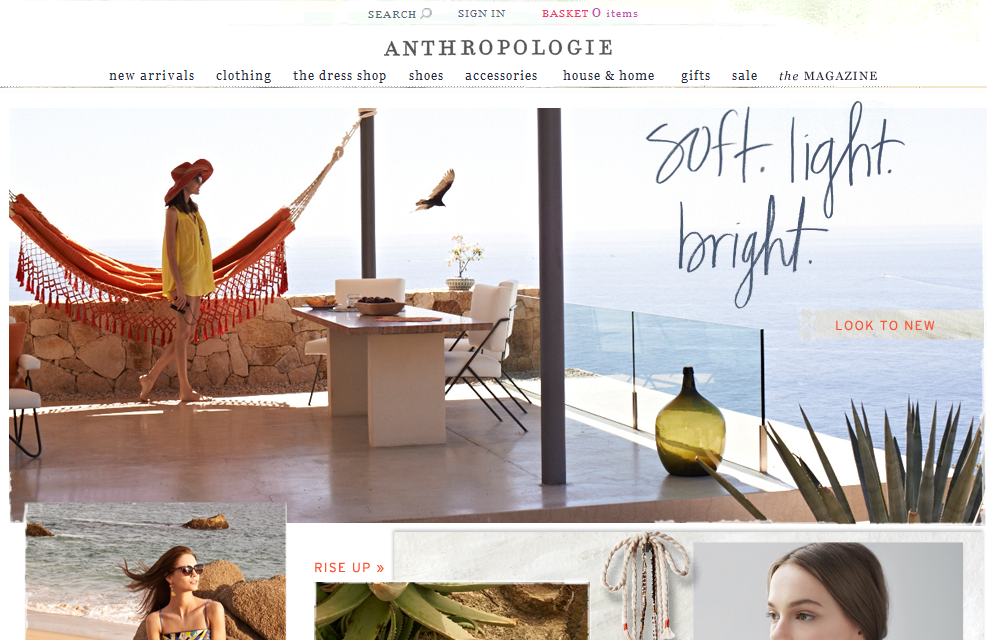 SEARCH SIGN IN BASKET 0 items
ANTHROPOLOGIE
new arrivals clothing the dress shop shoes accessories house & home gifts sale the MAGAZINE
soft. light.
bright.
LOOK TO NEW
RISE UP »